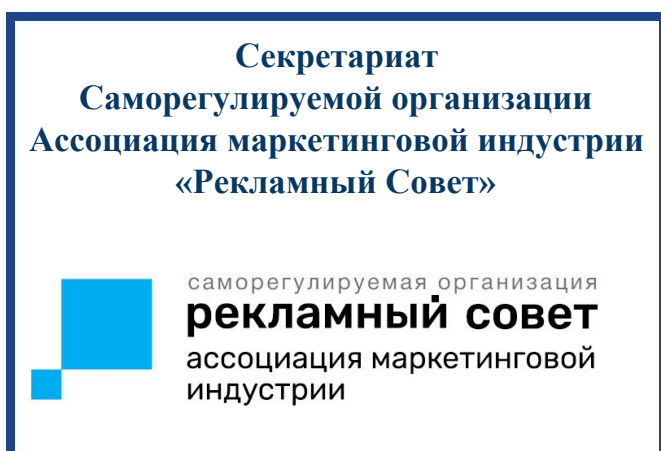 Секретариат
Саморегулируемой организации
Ассоциация маркетинговой индустрии
«Рекламный Совет»
саморегулируемая организация
рекламный совет
ассоциация маркетинговой
индустрии